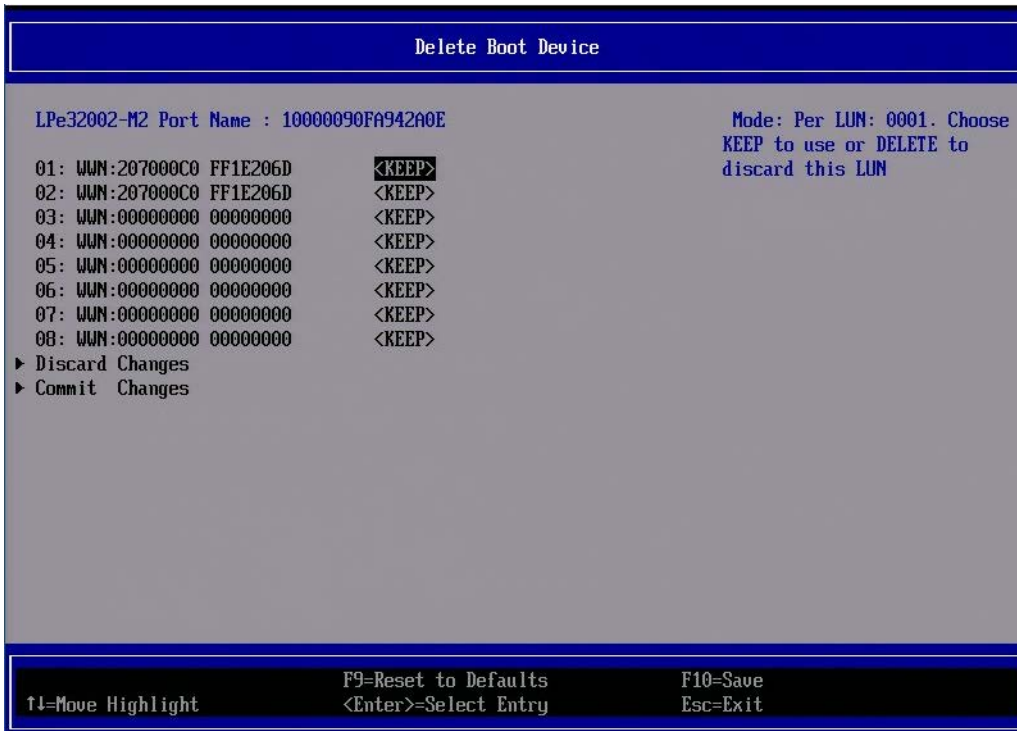 Delete Boot Device
LPe32002-M2 Port Name : 10000090FA942A0E
Mode: Per LUN: 0001. Choose
KEEP to use or DELETE to
discard this LUN
01: WWN:207000C0 FF1E206D <KEEP>
02: WWN:207000C0 FF1E206D <KEEP>
03: WWN:00000000 00000000 <KEEP>
04: WWN:00000000 00000000 <KEEP>
05: WWN:00000000 00000000 <KEEP>
06: WWN:00000000 00000000 <KEEP>
07: WWN:00000000 00000000 <KEEP>
08: WWN:00000000 00000000 <KEEP>
▶ Discard Changes
▶ Commit Changes
F9=Reset to Defaults F10=Save
↑↓=Move Highlight <Enter>=Select Entry Esc=Exit